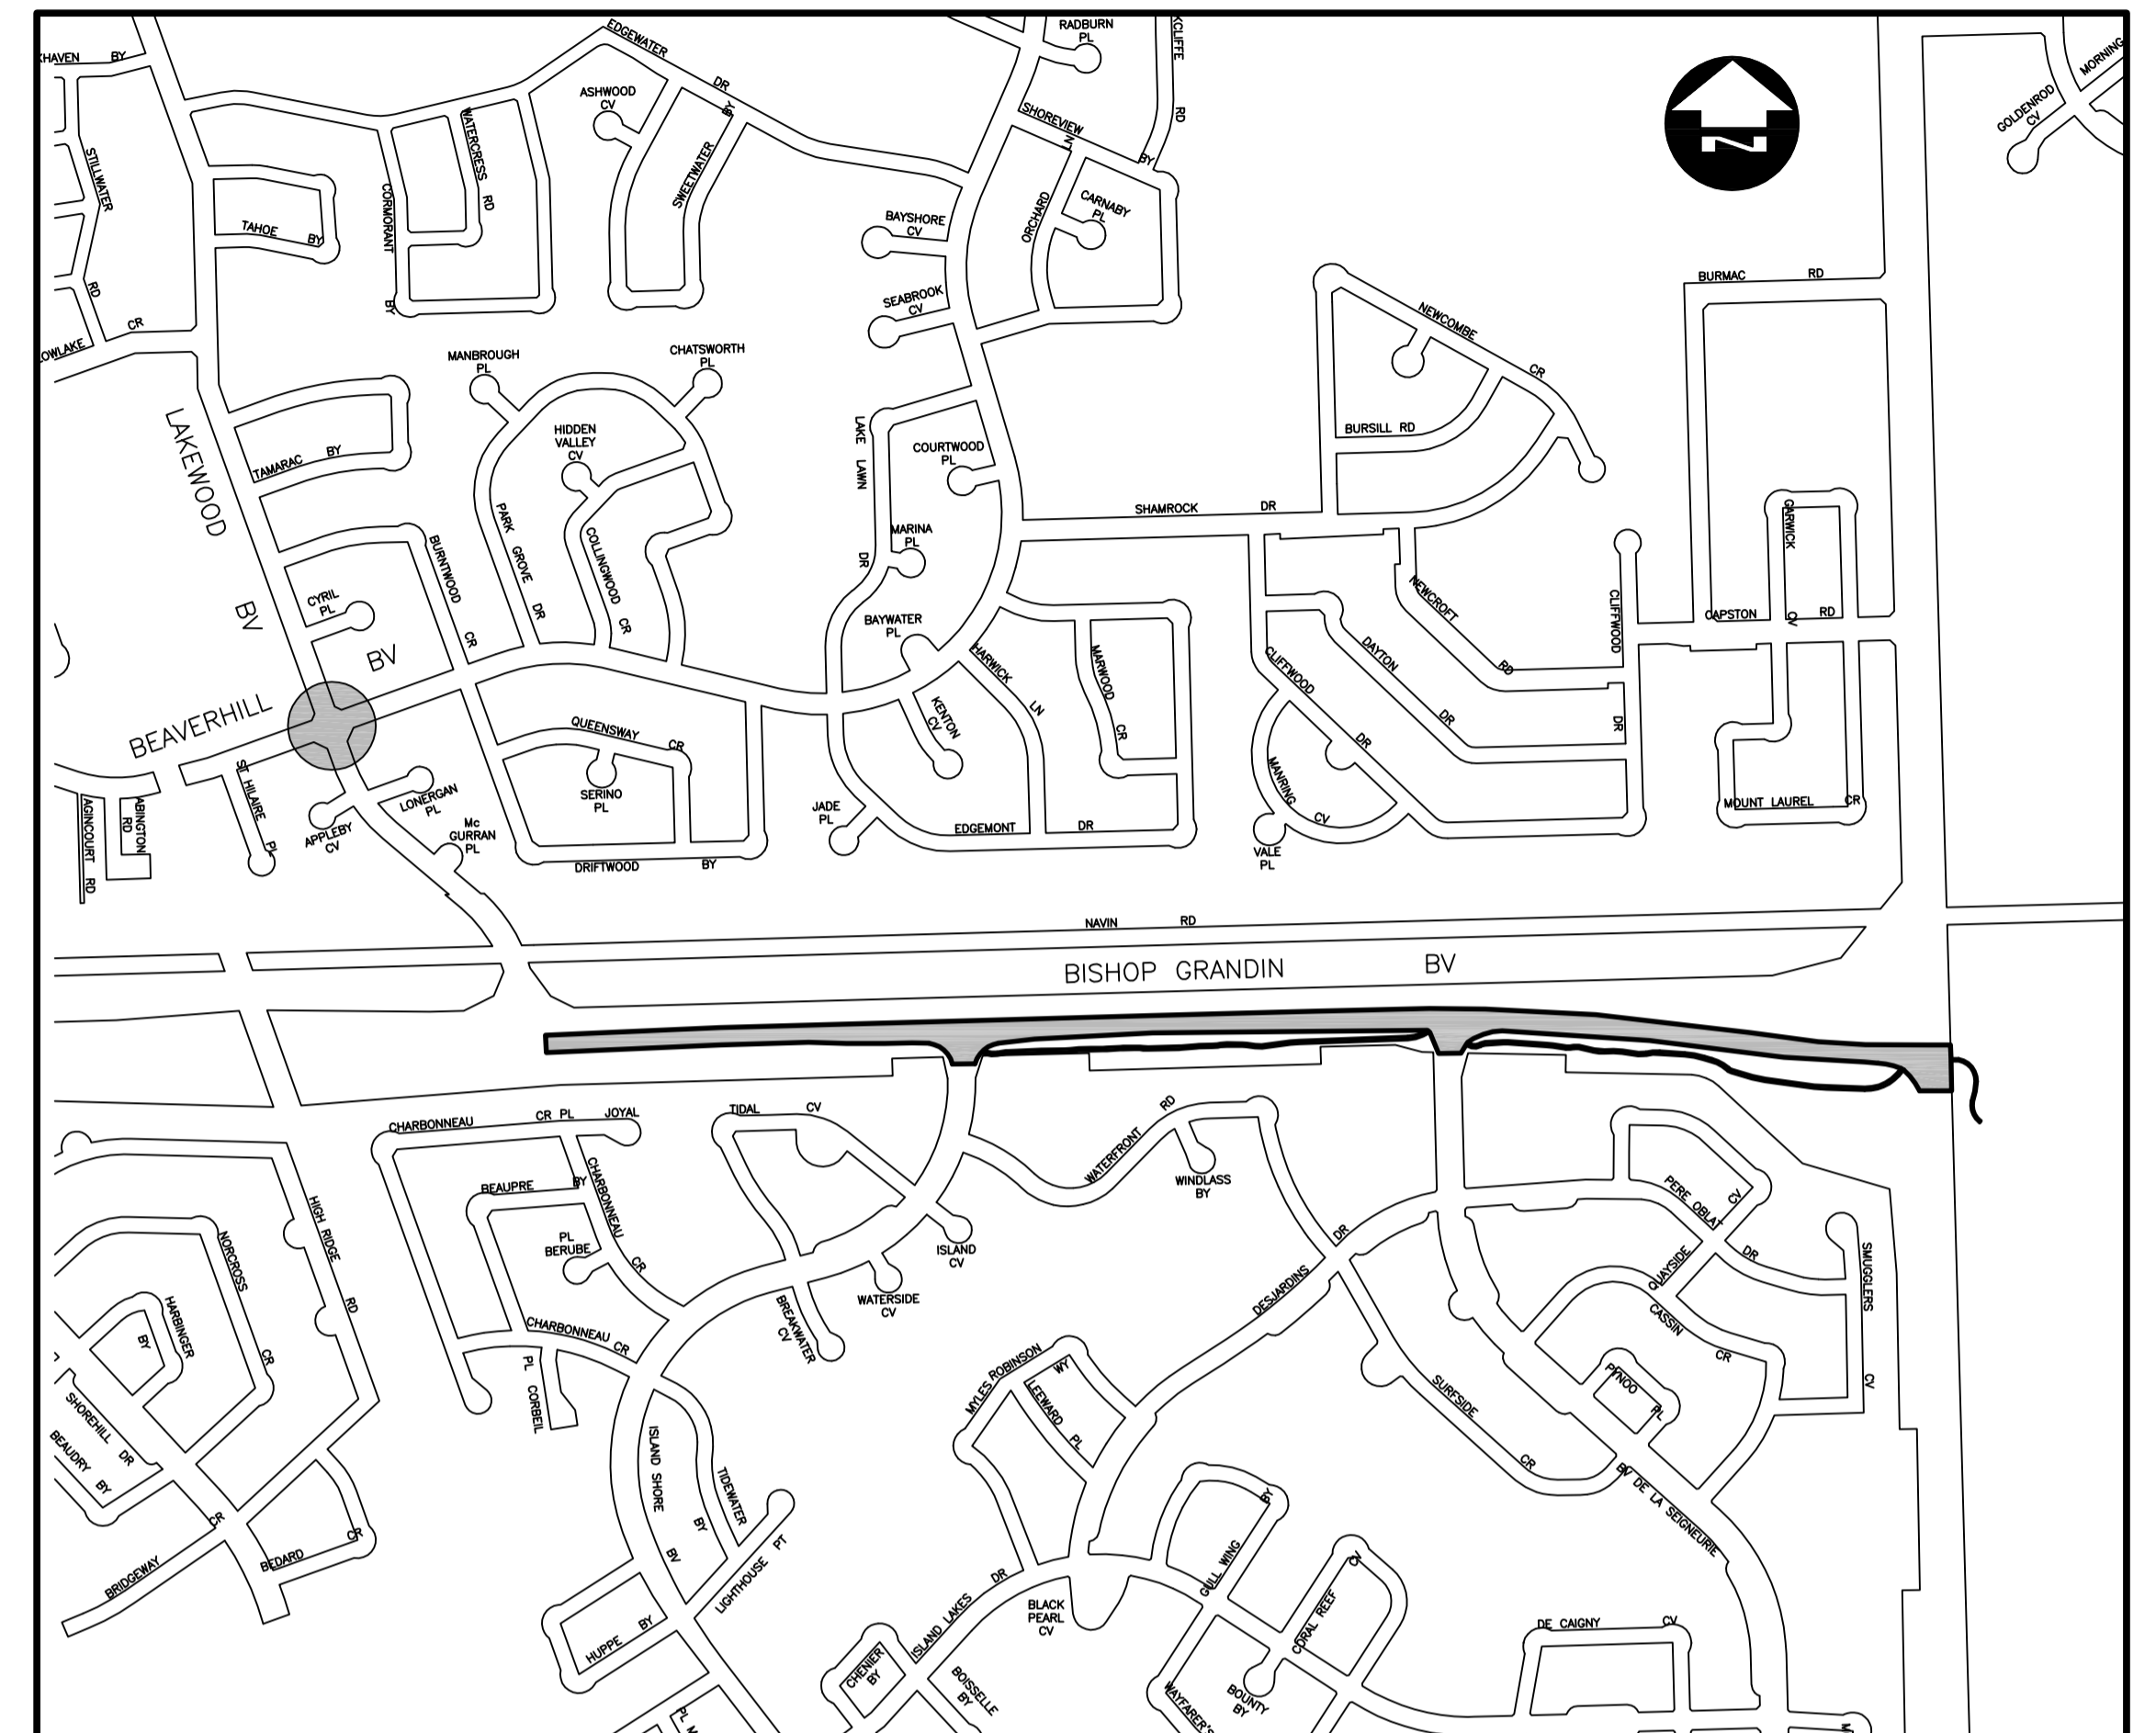 XHAVEN BY
EDGEWATER DR
RADBURN
PL
KCLIFFE RD
MORNING
GOLDENROD
CV
ASHWOOD
CV
WATERCRESS RD
STILLWATER RD
SHOREVIEW BY
N
SWEETWATER BY
CORMORANT BY
CARNABY
PL
ORCHARD
TAHOE BY
BAYSHORE
CV
SEABROOK
CV
BURMAC RD
NEWCOMBE CR
OWLAKE CR
MANBROUGH
PL
CHATSWORTH
PL
LAKEWOOD BV
HIDDEN
VALLEY
CV
LAKE LAWN DR
COURTWOOD
PL
BURSILL RD
TAMARAC BY
PARK GROVE DR
COLLINGWOOD CR
BURNTWOOD CR
MARINA
PL
SHAMROCK DR
GARWICK CV
CYRIL
PL
BAYWATER
PL
NEWCROFT RD
CLIFFWOOD DR
CAPSTON RD
BEAVERHILL BV
HARWICK LN
MARWOOD CR
DAYTON DR
CLIFFWOOD DR
KENTON
CV
QUEENSWAY CR
SERINO
PL
MANRING CV
MOUNT LAUREL CR
ST HILAIRE PL
AGINCOURT RD
ABINGTON
RD
APPLEBY
CV
LONERGAN
PL
Mc
GURRAN
PL
JADE
PL
EDGEMONT DR
VALE
PL
DRIFTWOOD BY
NAVIN RD
BISHOP GRANDIN BV
CHARBONNEAU CR
PL JOYAL
TIDAL CV
WATERFRONT RD
WINDLASS
BY
BEAUPRE BY
CHARBONNEAU CR
PL
BERUBE
HIGH RIDGE RD
NORCROSS CR
HARBINGER
BY
ISLAND
CV
WATERSIDE
CV
BREAKWATER
CV
DESJARDINS DR
PERE OBLAT CV
QUAYSIDE DR
SMUGGLERS CV
CASSIN CR
CHARBONNEAU CR
PL CORBEIL
MYLES ROBINSON WY
LEEWARD PL
SURFSIDE CR
PYNOO PL
SHOREHILL DR
BEAUDRY BY
ISLAND SHORE BV
TIDEWATER BY
BV DE LA SEIGNEURIE
LIGHTHOUSE PT
BRIDGEWAY CR
BEDARD CR
GULL WING BY
CORAL REEF CV
BLACK
PEARL
CV
ISLAND LAKES DR
HUPPE BY
DE CAIGNY CV
CHENIER
BY
BOISSELLE
BY
BOUNTY
BY
WAYFARER'S
PL